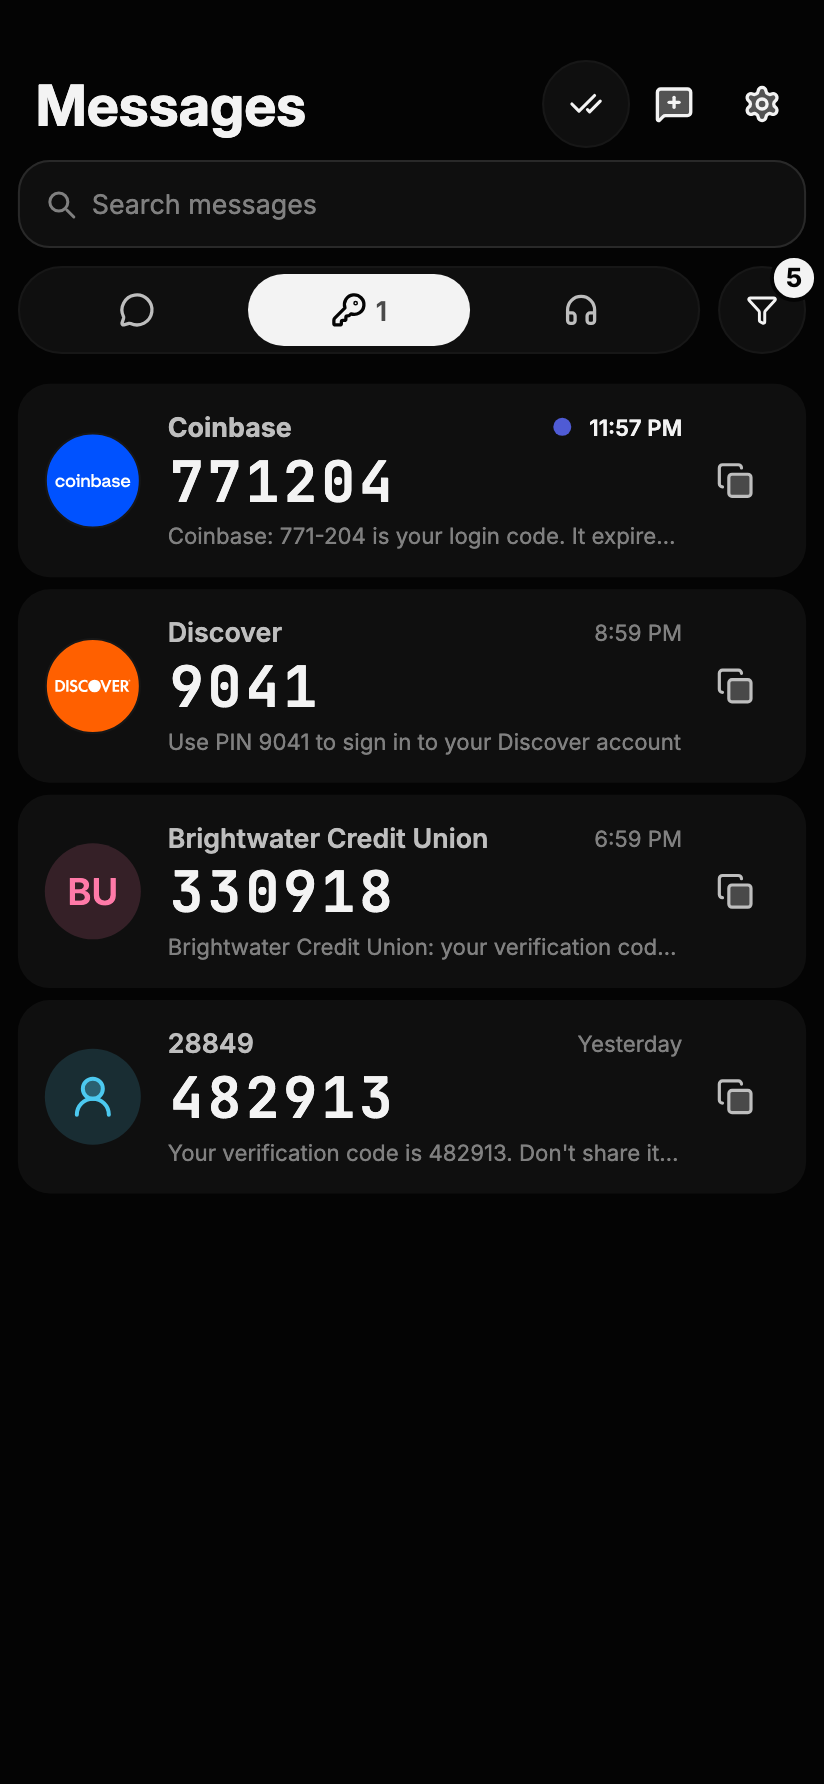 Messages
Search messages
1
5
Coinbase
11:57 PM
coinbase
771204
Coinbase: 771-204 is your login code. It expire...
Discover
8:59 PM
DISCOVER
9041
Use PIN 9041 to sign in to your Discover account
Brightwater Credit Union
6:59 PM
BU
330918
Brightwater Credit Union: your verification cod...
28849
Yesterday
482913
Your verification code is 482913. Don't share it...